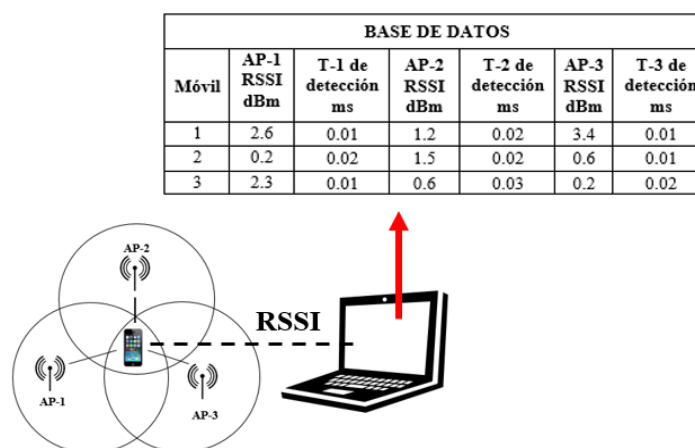 BASE DE DATOS
Móvil AP-1 RSSI dBm T-1 de detección ms AP-2 RSSI dBm T-2 de detección ms AP-3 RSSI dBm T-3 de detección ms
1 2.6 0.01 1.2 0.02 3.4 0.01
2 0.2 0.02 1.5 0.02 0.6 0.01
3 2.3 0.01 0.6 0.03 0.2 0.02
AP-2
RSSI
AP-1
AP-3